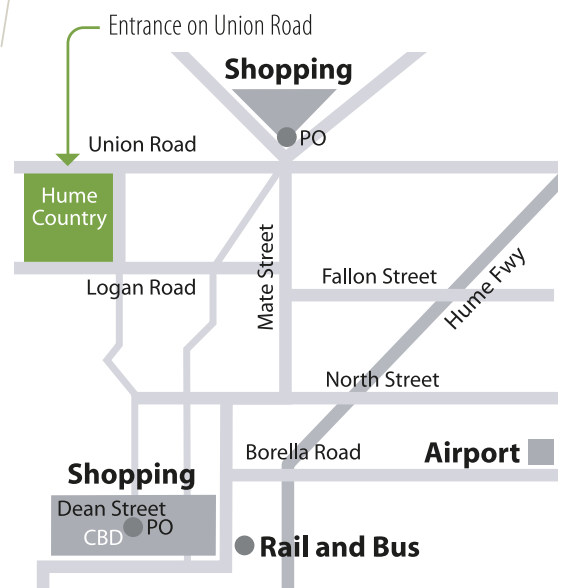 Entrance on Union Road
Shopping
PO
Union Road
Hume
Country
Mate Street
Fallon Street
Hume Fwy
Logan Road
North Street
Borella Road
Airport
Shopping
Dean Street
PO
CBD
Rail and Bus